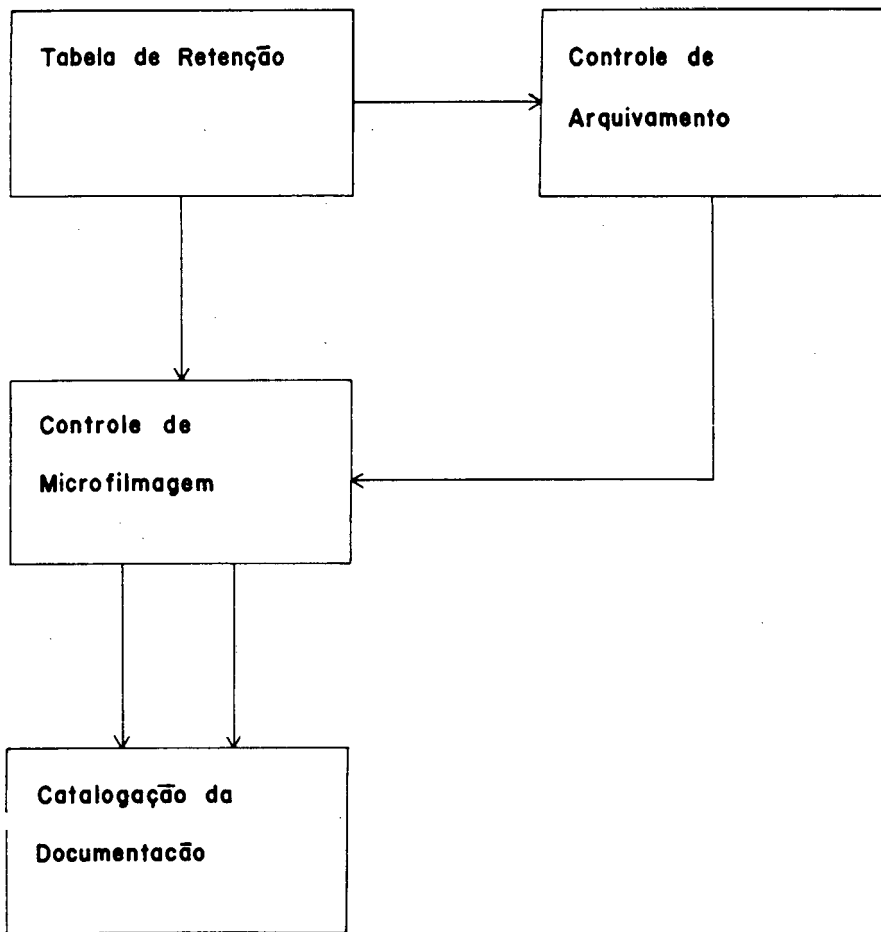 Tabela de Retenção
Controle de
Arquivamento
Controle de
Microfilmagem
Catalogação da
Documentacão